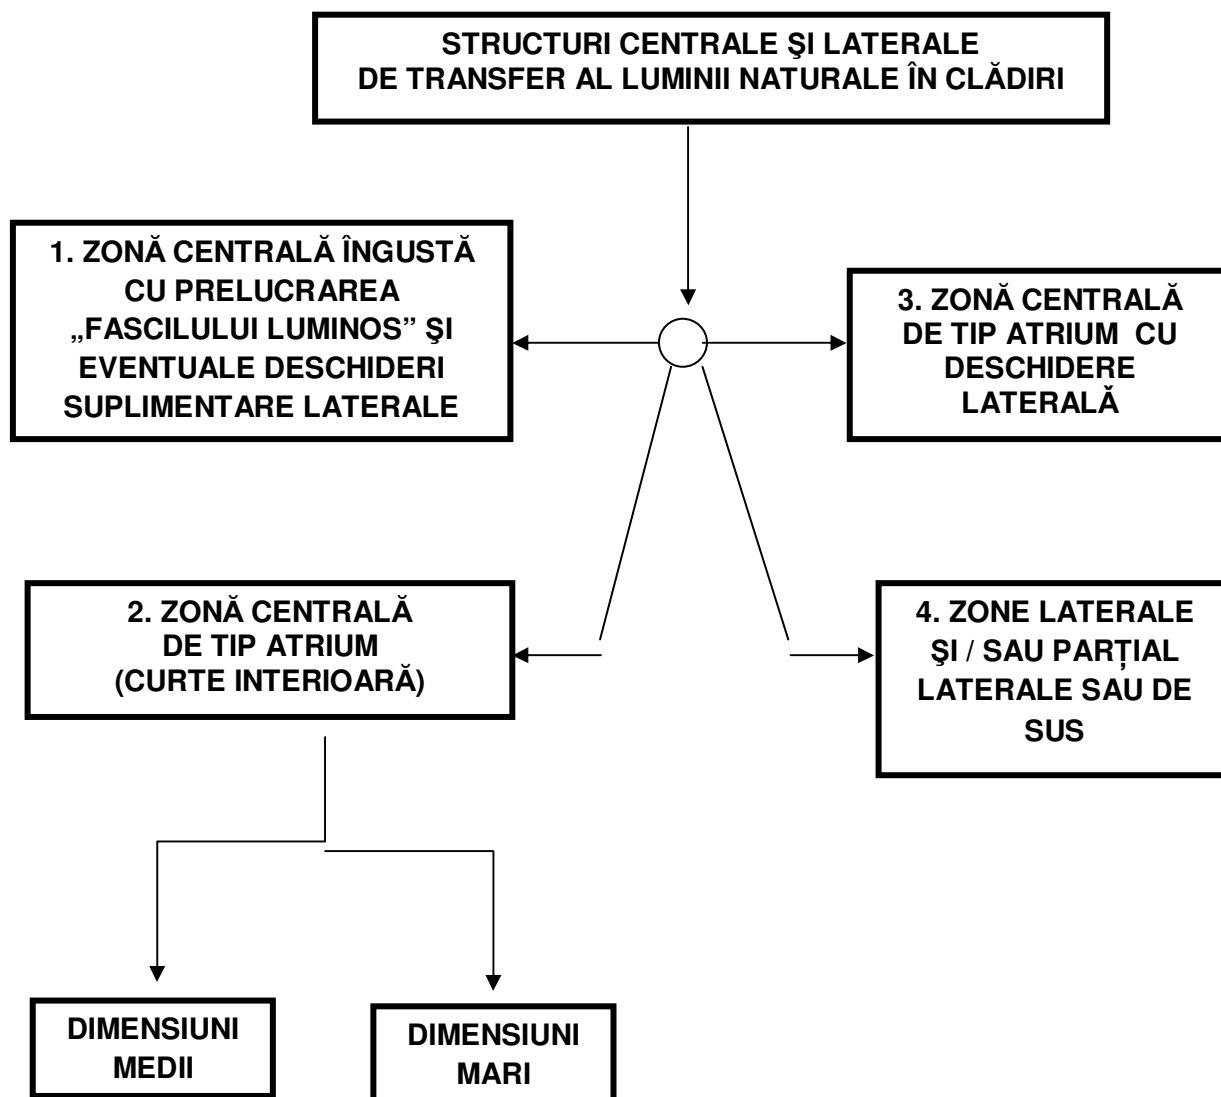 STRUCTURI CENTRALE ŞI LATERALE
DE TRANSFER AL LUMINII NATURALE ÎN CLĂDIRI
1. ZONĂ CENTRALĂ ÎNGUSTĂ
CU PRELUCRAREA
„FASCILULUI LUMINOS” ŞI
EVENTUALE DESCHIDERI
SUPLIMENTARE LATERALE
3. ZONĂ CENTRALĂ
DE TIP ATRIUM CU
DESCHIDERE
LATERALĂ
2. ZONĂ CENTRALĂ
DE TIP ATRIUM
(CURTE INTERIOARĂ)
4. ZONE LATERALE
ŞI / SAU PARȚIAL
LATERALE SAU DE
SUS
DIMENSIUNI
MEDII
DIMENSIUNI
MARI